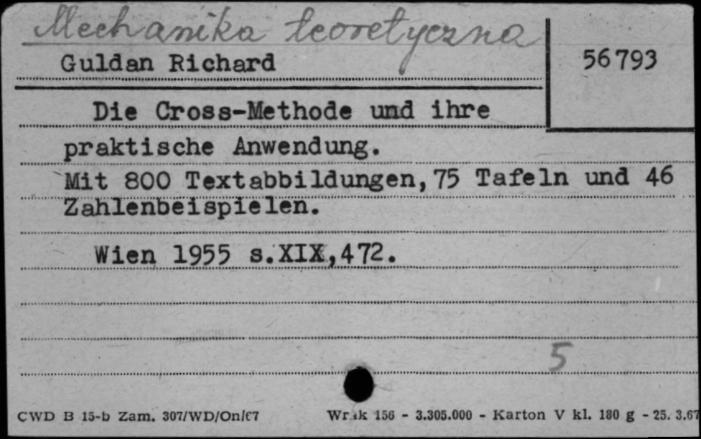 Mechanika teoretyczna
Guldan Richard
56793
Die Cross-Methode und ihre
praktische Anwendung.
Mit 800 Textabbildungen, 75 Tafeln und 46
Zahlenbeispielen.
Wien 1955 s.XIX,472.
5
CWD B 15-b Zam. 307/WD/On/67 156 - 3.305.000 - Karton V kl. 180 g - 25. 3.67